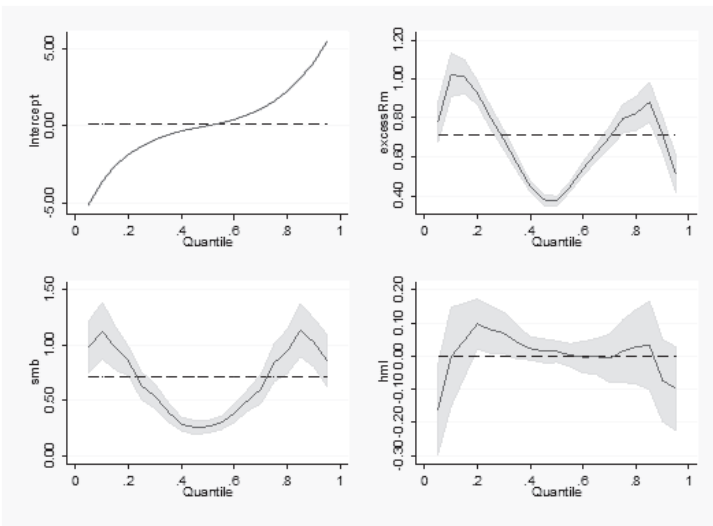 Intercept
5.00
0.00
-5.00
0 .2 .4 .6 .8 1
Quantile
excessRm
1.20
1.00
0.80
0.60
0.40
0 .2 .4 .6 .8 1
Quantile
smb
1.50
1.00
0.50
0.00
0 .2 .4 .6 .8 1
Quantile
hml
0.20
0.10
0.00
-0.10
-0.20
-0.30
0 .2 .4 .6 .8 1
Quantile